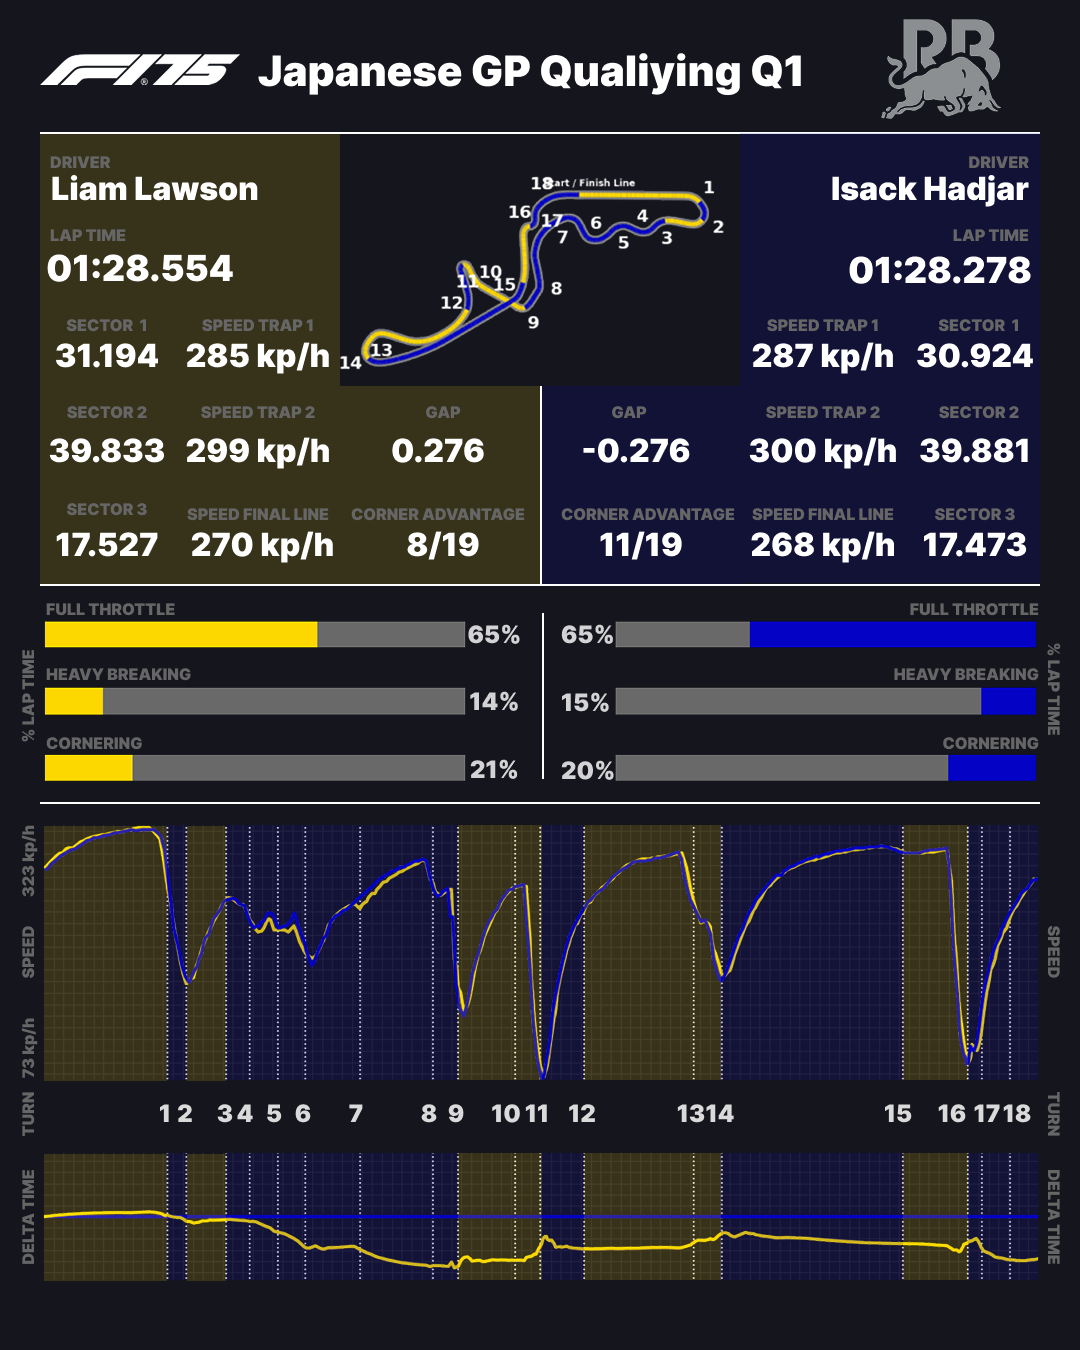 F1.75 Japanese GP Qualiying Q1
RB
DRIVER
Liam Lawson
LAP TIME
01:28.554
SECTOR 1 SPEED TRAP 1
31.194 285 kp/h
SECTOR 2 SPEED TRAP 2 GAP
39.833 299 kp/h 0.276
SECTOR 3 SPEED FINAL LINE CORNER ADVANTAGE
17.527 270 kp/h 8/19
18 tart / Finish Line 1
16 17 6 4 2
7 5 3
10
11 15 8
12
9
13
14
DRIVER
Isack Hadjar
LAP TIME
01:28.278
SPEED TRAP 1 SECTOR 1
287 kp/h 30.924
GAP SPEED TRAP 2 SECTOR 2
-0.276 300 kp/h 39.881
CORNER ADVANTAGE SPEED FINAL LINE SECTOR 3
11/19 268 kp/h 17.473
% LAP TIME
FULL THROTTLE
65%
HEAVY BREAKING
14%
CORNERING
21%
FULL THROTTLE
65%
HEAVY BREAKING
15%
CORNERING
20%
% LAP TIME
323 kp/h
SPEED
73 kp/h
SPEED
TURN 1 2 3 4 5 6 7 8 9 10 11 12 13 14 15 16 17 18 TURN
DELTA TIME
DELTA TIME